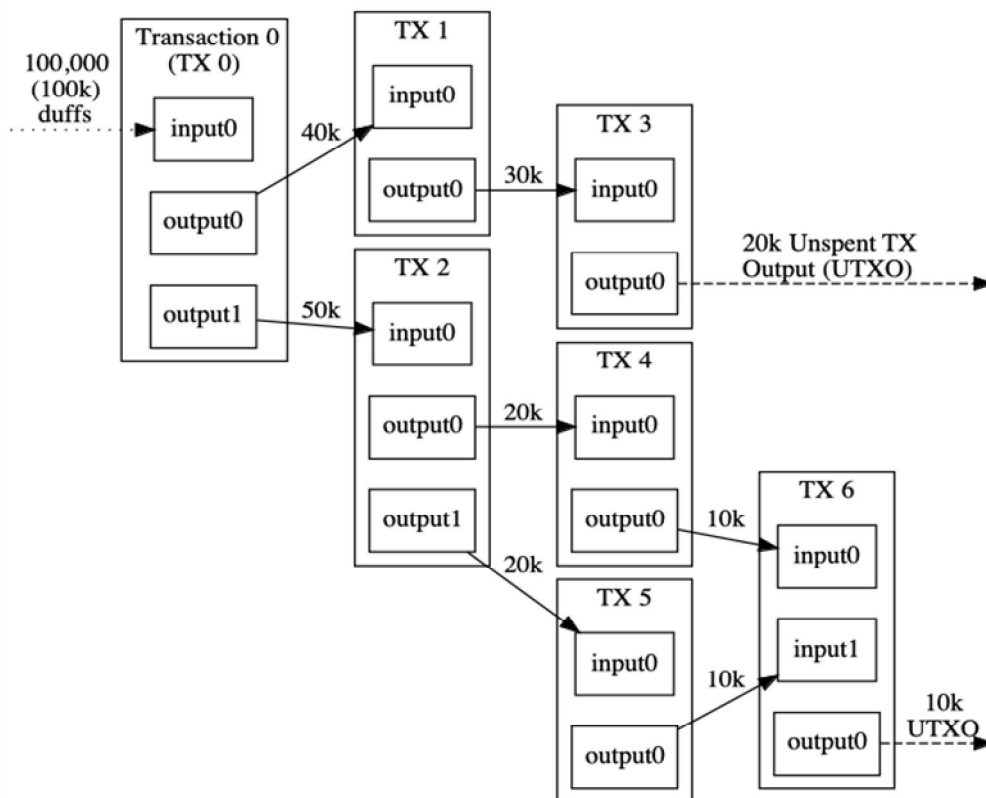 100,000
(100k)
duffs
Transaction 0
(TX 0)
input0
output0
output1
40k
50k
TX 1
input0
output0
30k
TX 2
input0
output0
output1
20k
20k
TX 3
input0
output0
20k Unspent TX
Output (UTXO)
TX 4
input0
output0
10k
TX 5
input0
output0
10k
TX 6
input0
input1
output0
10k
UTXO